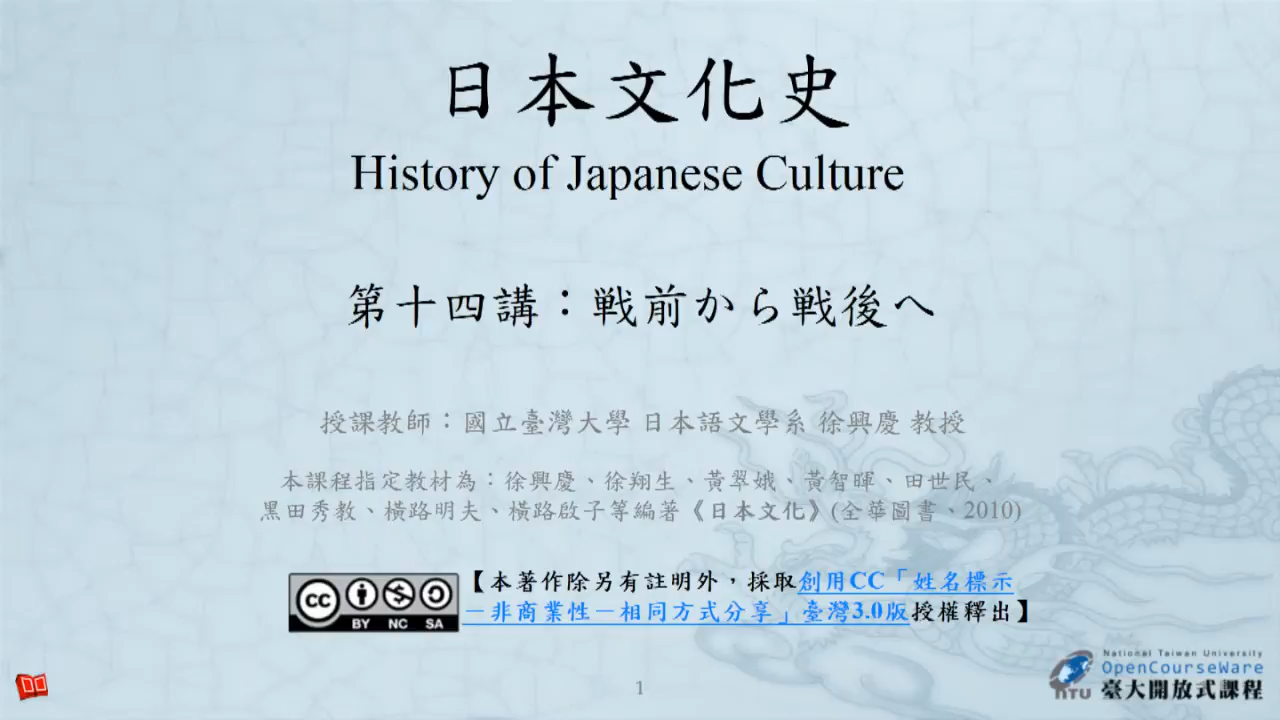 日本文化史
History of Japanese Culture
第十四講：戦前から戦後へ
授課教師：國立臺灣大學 日本語文學系 徐興慶 教授
本課程指定教材為：徐興慶、徐翔生、黃翠娥、黃智暉、田世民、
黑田秀教、橫路明夫、橫路啟子等編著《日本文化》(全華圖書、2010)
【本著作除另有註明外，採取創用CC「姓名標示
－非商業性－相同方式分享」臺灣3.0版授權釋出】
cc BY NC SA
1
National Taiwan University
OpenCourseWare
NTU 臺大開放式課程